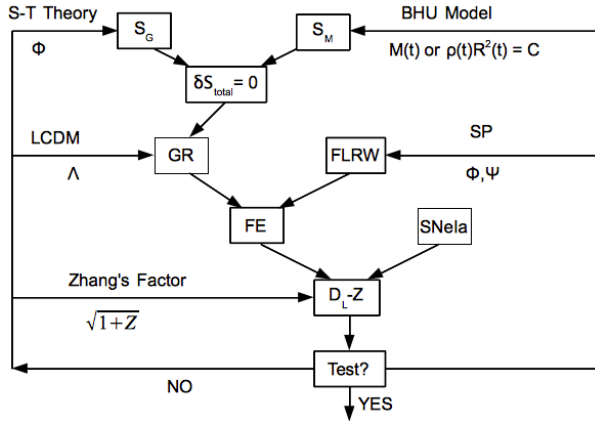 S-T Theory
BHU Model
S_G
S_M
Φ
M(t) or ρ(t)R²(t) = C
δS_total = 0
LCDM
SP
GR
FLRW
Λ
Φ,Ψ
FE
SNeIa
Zhang's Factor
D_L-Z
√1+Z
Test?
NO
YES